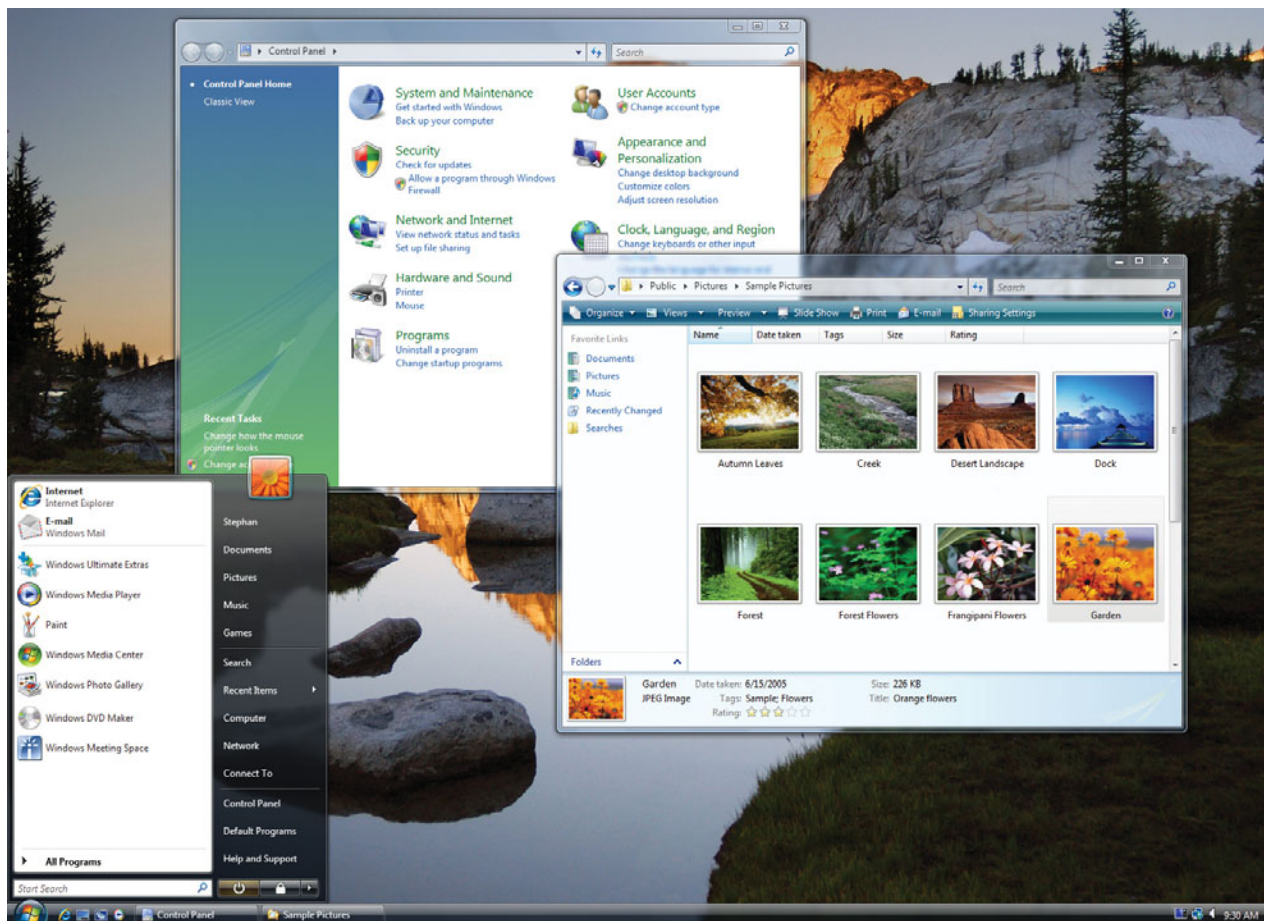 Control Panel
Search
Control Panel Home
Classic View
System and Maintenance
Get started with Windows
Back up your computer
Security
Check for updates
Allow a program through Windows
Firewall
Network and Internet
View network status and tasks
Set up file sharing
Hardware and Sound
Printer
Mouse
Programs
Uninstall a program
Change startup programs
User Accounts
Change account type
Appearance and
Personalization
Change desktop background
Customize colors
Adjust screen resolution
Clock, Language, and Region
Change keyboards or other input
Recent Tasks
Change how the mouse
pointer looks
Change
Public Pictures Sample Pictures
Search
Organize Views Preview Slide Show Print E-mail Sharing Settings
Favorite Links
Documents
Pictures
Music
Recently Changed
Searches
Folders
Name Date taken Tags Size Rating
Autumn Leaves Creek Desert Landscape Dock
Forest Forest Flowers Frangipani Flowers Garden
Garden Date taken: 6/15/2005 Size: 226 KB
JPEG Image Tags: Sample; Flowers Title: Orange flowers
Rating:
Internet
Internet Explorer
E-mail
Windows Mail
Windows Ultimate Extras
Windows Media Player
Paint
Windows Media Center
Windows Photo Gallery
Windows DVD Maker
Windows Meeting Space
All Programs
Start Search
Stephan
Documents
Pictures
Music
Games
Search
Recent Items
Computer
Network
Connect To
Control Panel
Default Programs
Help and Support
Control Panel Sample Pictures 9:30 AM